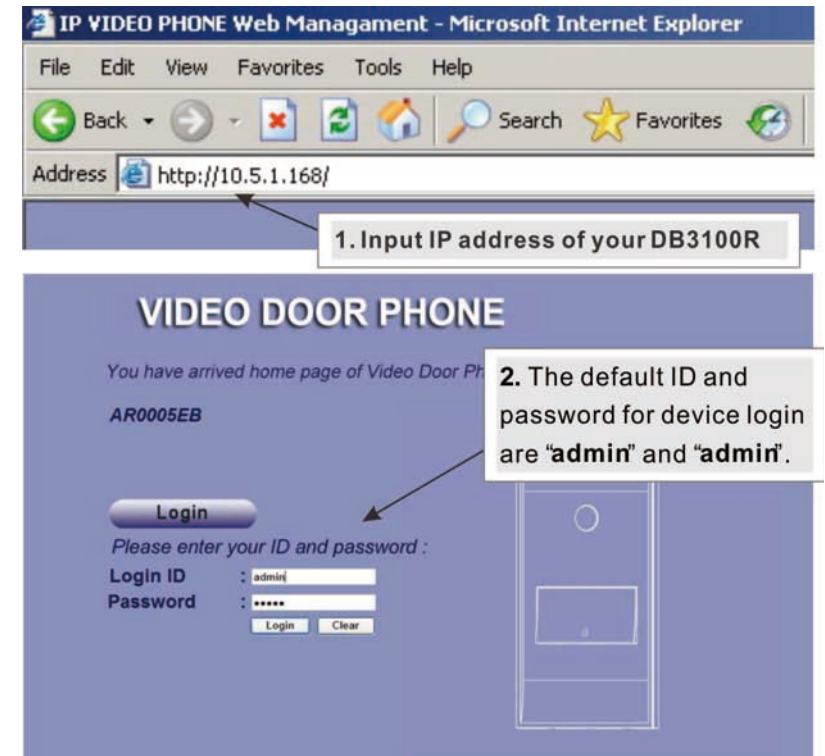 IP VIDEO PHONE Web Managament - Microsoft Internet Explorer
File Edit View Favorites Tools Help
Back Search Favorites
Address http://10.5.1.168/
1. Input IP address of your DB3100R
VIDEO DOOR PHONE
You have arrived home page of Video Door Ph
2. The default ID and
password for device login
are “admin” and “admin”.
AR0005EB
Login
Please enter your ID and password :
Login ID : admin
Password : •••••
Login Clear